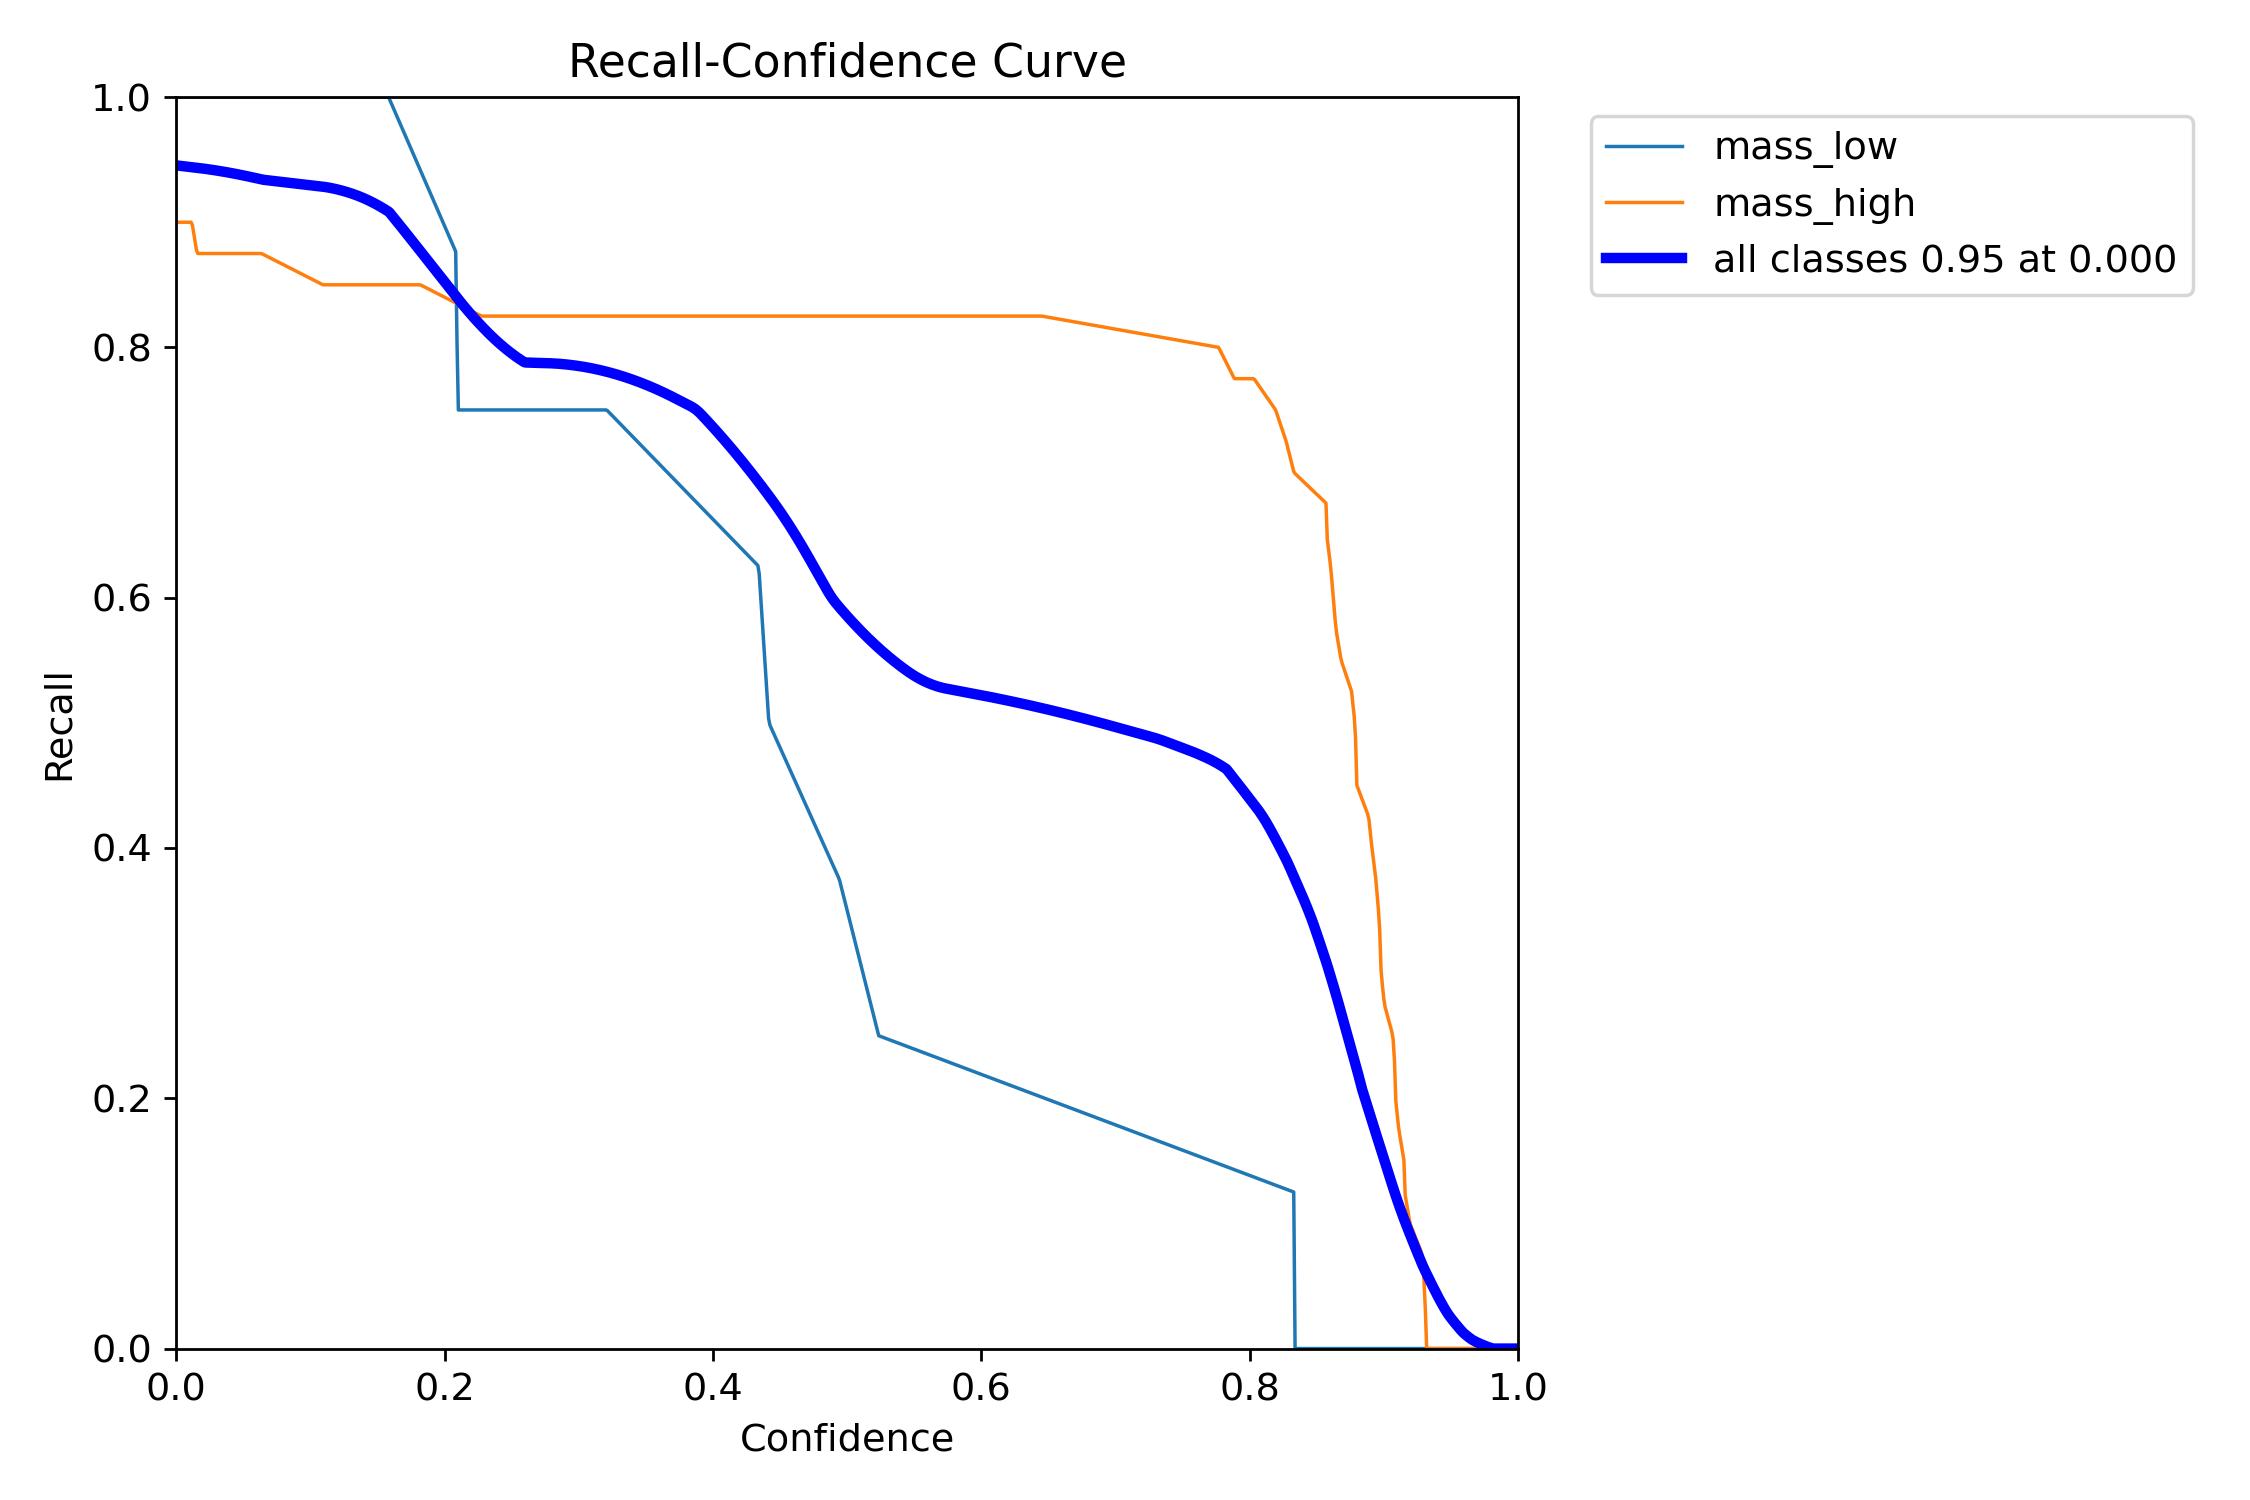 Recall-Confidence Curve
1.0
0.8
0.6
0.4
0.2
0.0
Recall
0.0 0.2 0.4 0.6 0.8 1.0
Confidence
mass_low
mass_high
all classes 0.95 at 0.000